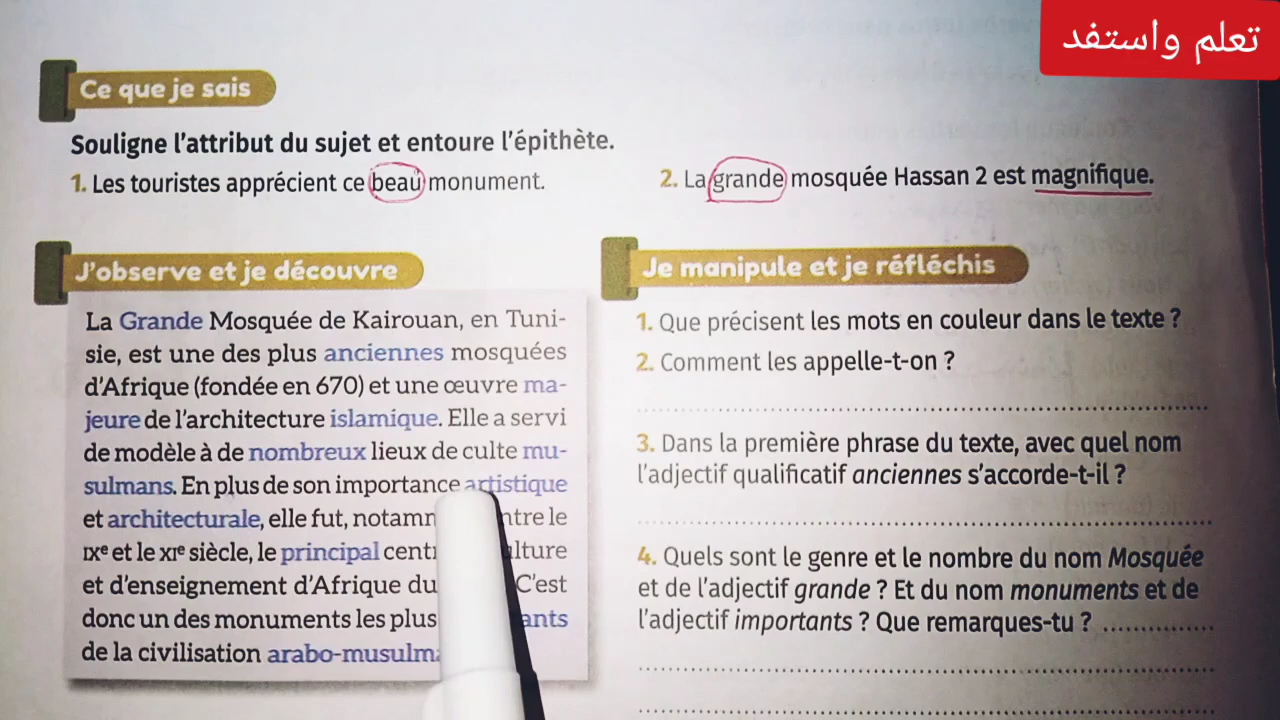 تعلم واستفد
Ce que je sais
Souligne l'attribut du sujet et entoure l'épithète.
1. Les touristes apprécient ce beau monument.
2. La grande mosquée Hassan 2 est magnifique.
J'observe et je découvre
La Grande Mosquée de Kairouan, en Tuni-
sie, est une des plus anciennes mosquées
d'Afrique (fondée en 670) et une œuvre ma-
jeure de l'architecture islamique. Elle a servi
de modèle à de nombreux lieux de culte mu-
sulmans. En plus de son importance artistique
et architecturale, elle fut, le
IXe et le XIe siècle, le principal
et d'enseignement d'Afrique du C'est
donc un des monuments les plus
de la civilisation
Je manipule et je réfléchis
1. Que précisent les mots en couleur dans le texte ?
2. Comment les appelle-t-on ?
3. Dans la première phrase du texte, avec quel nom
l'adjectif qualificatif anciennes s'accorde-t-il ?
4. Quels sont le genre et le nombre du nom Mosquée
et de l'adjectif grande ? Et du nom monuments et de
l'adjectif importants ? Que remarques-tu ?